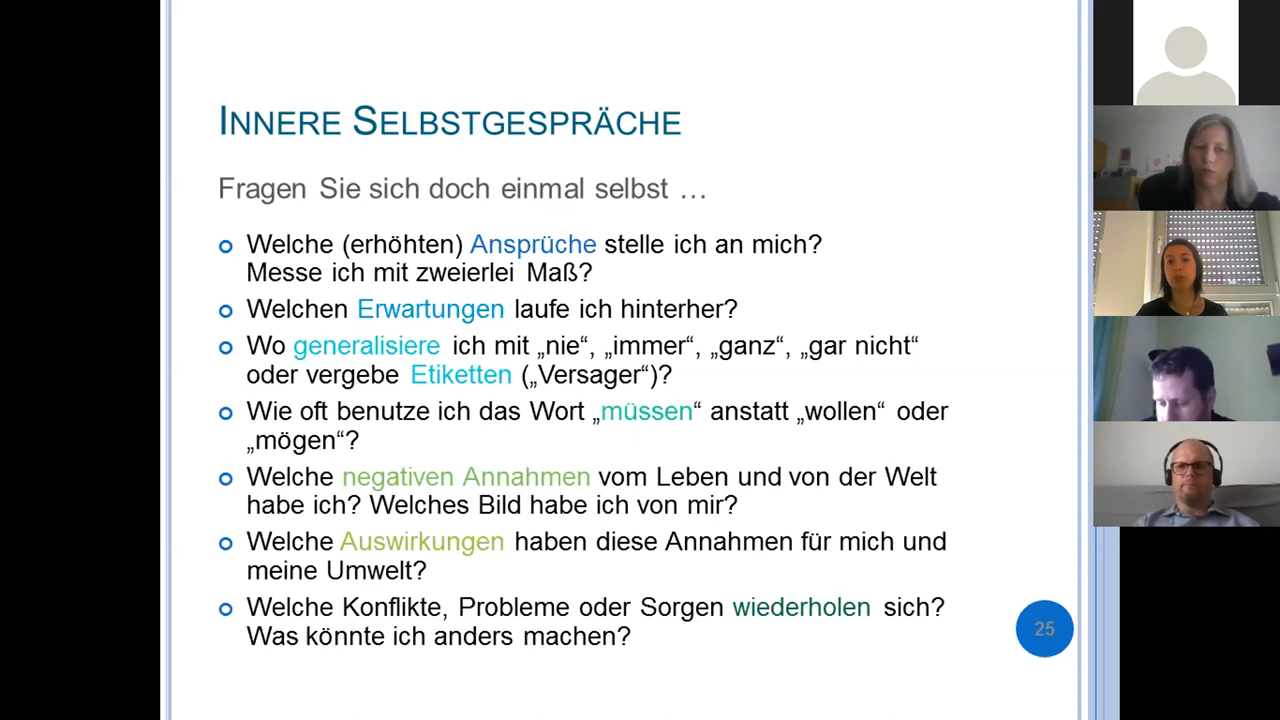 INNERE SELBSTGESPRÄCHE
Fragen Sie sich doch einmal selbst …
Welche (erhöhten) Ansprüche stelle ich an mich?
Messe ich mit zweierlei Maß?
Welchen Erwartungen laufe ich hinterher?
Wo generalisiere ich mit „nie“, „immer“, „ganz“, „gar nicht“
oder vergebe Etiketten („Versager“)?
Wie oft benutze ich das Wort „müssen“ anstatt „wollen“ oder
„mögen“?
Welche negativen Annahmen vom Leben und von der Welt
habe ich? Welches Bild habe ich von mir?
Welche Auswirkungen haben diese Annahmen für mich und
meine Umwelt?
Welche Konflikte, Probleme oder Sorgen wiederholen sich?
Was könnte ich anders machen?
25